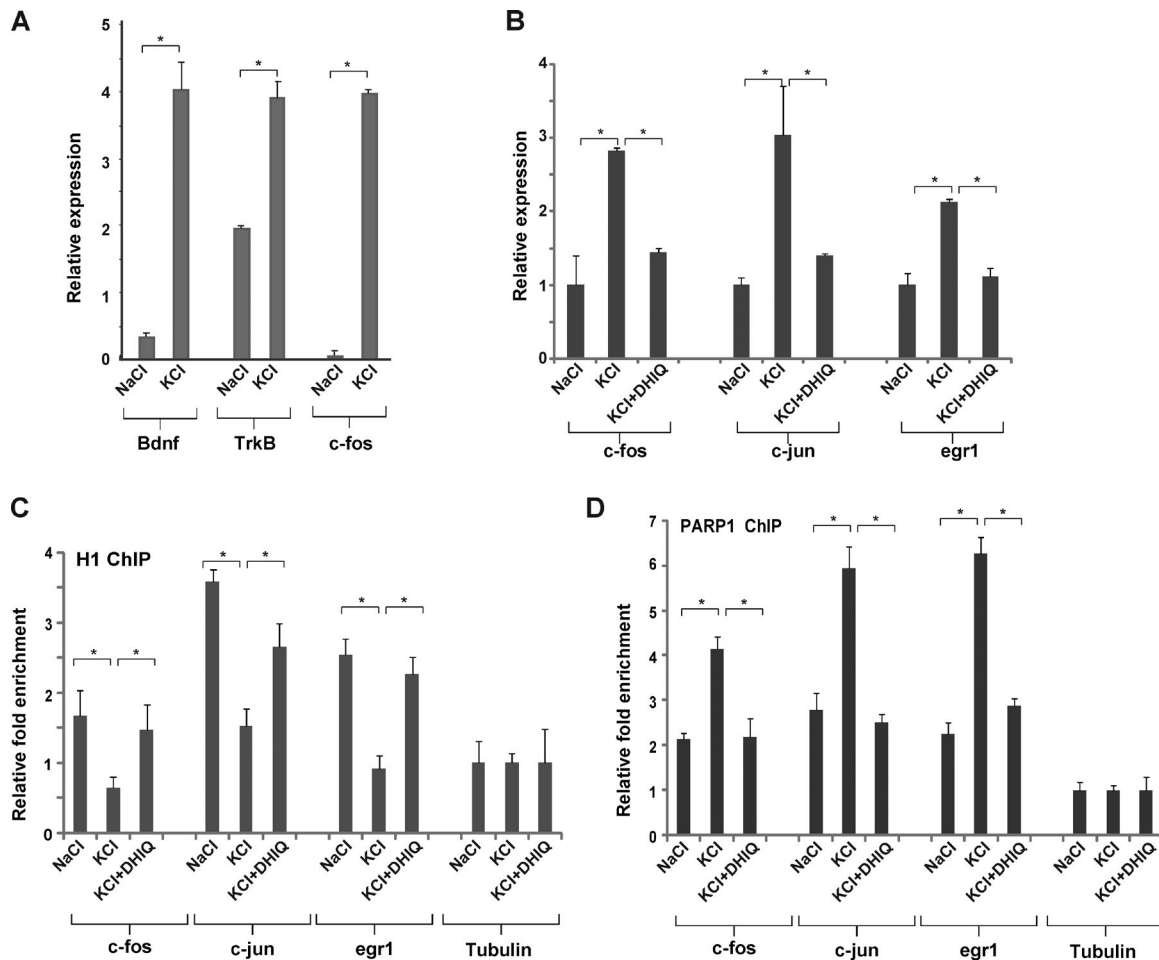 A
5
4
3
2
1
0
Relative expression
* * *
NaCl KCl NaCl KCl NaCl KCl
Bdnf TrkB c-fos
B
4
3
2
1
0
Relative expression
* * * * * *
NaCl KCl KCl+DHIQ NaCl KCl KCl+DHIQ NaCl KCl KCl+DHIQ
c-fos c-jun egr1
C
H1 ChIP
4
3
2
1
0
Relative fold enrichment
* * * * * *
NaCl KCl KCl+DHIQ NaCl KCl KCl+DHIQ NaCl KCl KCl+DHIQ NaCl KCl KCl+DHIQ
c-fos c-jun egr1 Tubulin
D
PARP1 ChIP
7
6
5
4
3
2
1
0
Relative fold enrichment
* * * * * *
NaCl KCl KCl+DHIQ NaCl KCl KCl+DHIQ NaCl KCl KCl+DHIQ NaCl KCl KCl+DHIQ
c-fos c-jun egr1 Tubulin